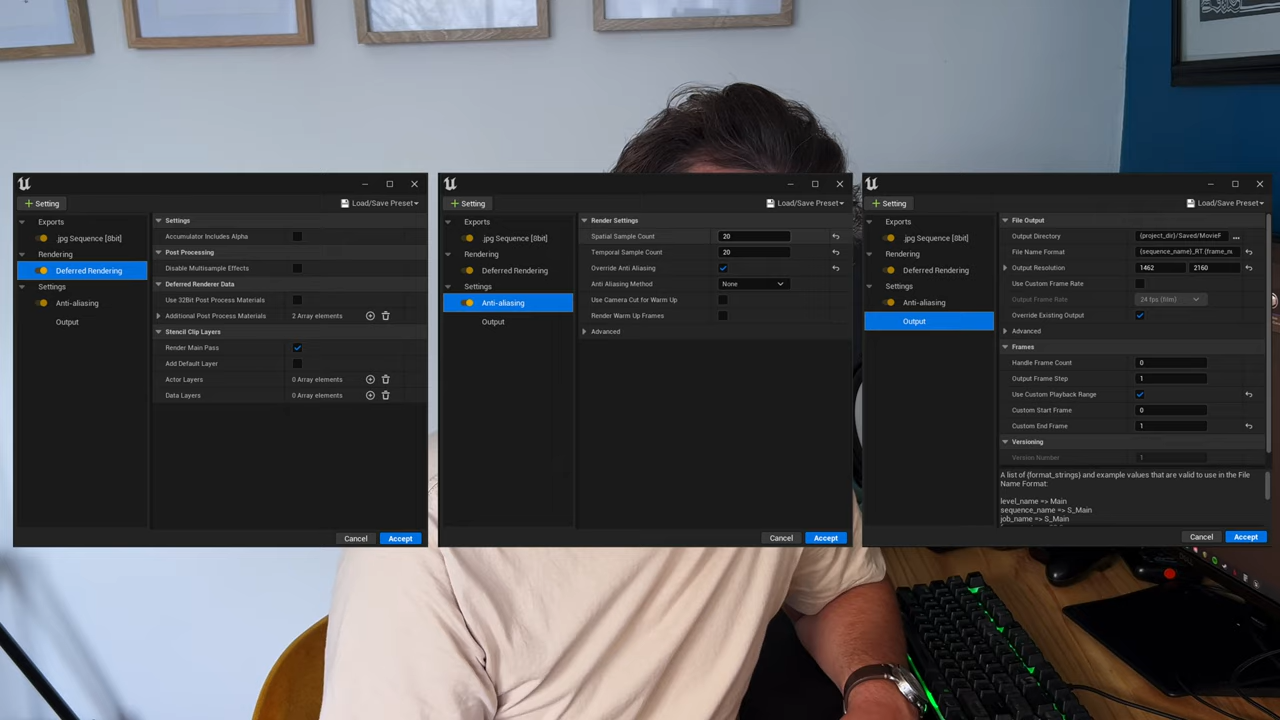 Setting
Load/Save Preset
Exports
.jpg Sequence [8bit]
Rendering
Deferred Rendering
Settings
Anti-aliasing
Output
Settings
Accumulator Includes Alpha
Post Processing
Disable Multisample Effects
Deferred Renderer Data
Use 32Bit Post Process Materials
Additional Post Process Materials 2 Array elements
Stencil Clip Layers
Render Main Pass
Add Default Layer
Actor Layers 0 Array elements
Data Layers 0 Array elements
Cancel Accept
Setting
Load/Save Preset
Exports
.jpg Sequence [8bit]
Rendering
Deferred Rendering
Settings
Anti-aliasing
Output
Render Settings
Spatial Sample Count 20
Temporal Sample Count 20
Override Anti Aliasing
Anti Aliasing Method None
Use Camera Cut for Warm Up
Render Warm Up Frames
Advanced
Cancel Accept
Setting
Load/Save Preset
Exports
.jpg Sequence [8bit]
Rendering
Deferred Rendering
Settings
Anti-aliasing
Output
File Output
Output Directory {project_dir}/Saved/MovieF ...
File Name Format {sequence_name}_RT.{frame_nu
Output Resolution 1462 2160
Use Custom Frame Rate
Output Frame Rate 24 fps (film)
Override Existing Output
Advanced
Frames
Handle Frame Count 0
Output Frame Step 1
Use Custom Playback Range
Custom Start Frame 0
Custom End Frame 1
Versioning
Version Number 1
A list of {format_strings} and example values that are valid to use in the File
Name Format:
level_name => Main
sequence_name => S_Main
job_name => S_Main
Cancel Accept